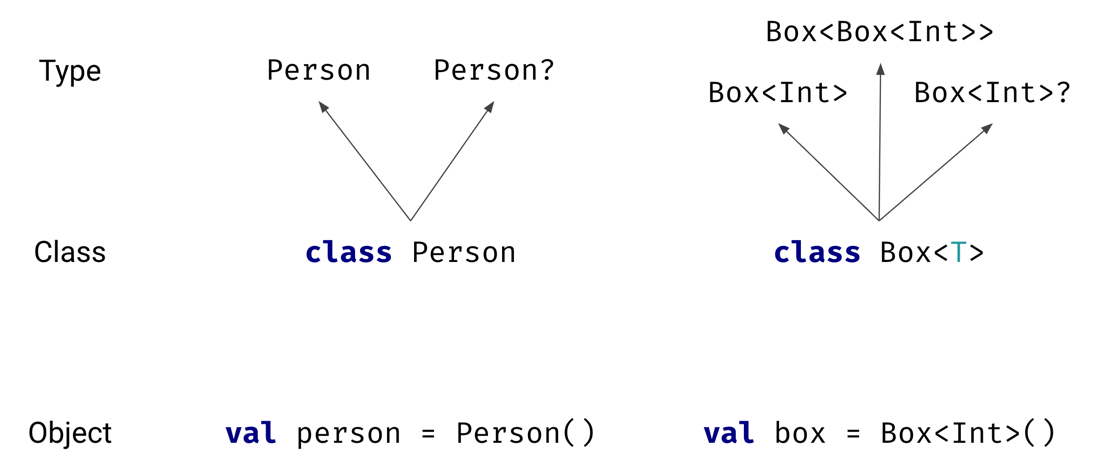 Box<Box<Int>>
Type Person Person? Box<Int> Box<Int>?
Class class Person class Box<T>
Object val person = Person() val box = Box<Int>()